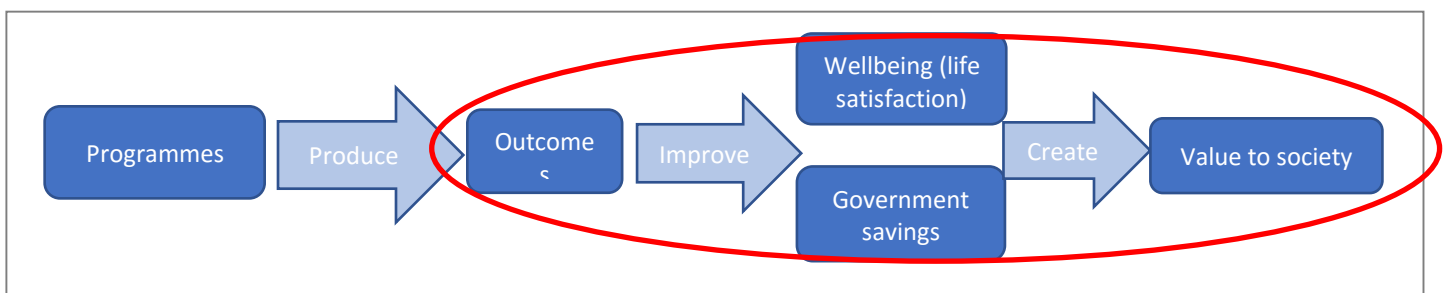 Programmes
Produce
Outcome
s
Improve
Wellbeing (life
satisfaction)
Government
savings
Create
Value to society